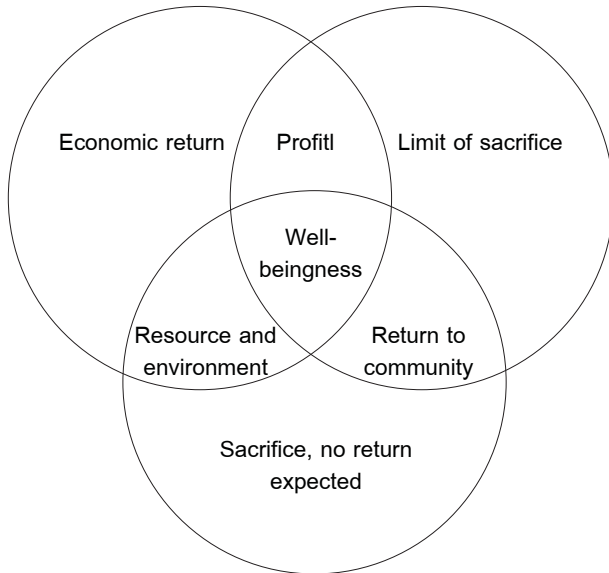 Economic return
Profitl
Limit of sacrifice
Well-
beingness
Resource and
environment
Return to
community
Sacrifice, no return
expected